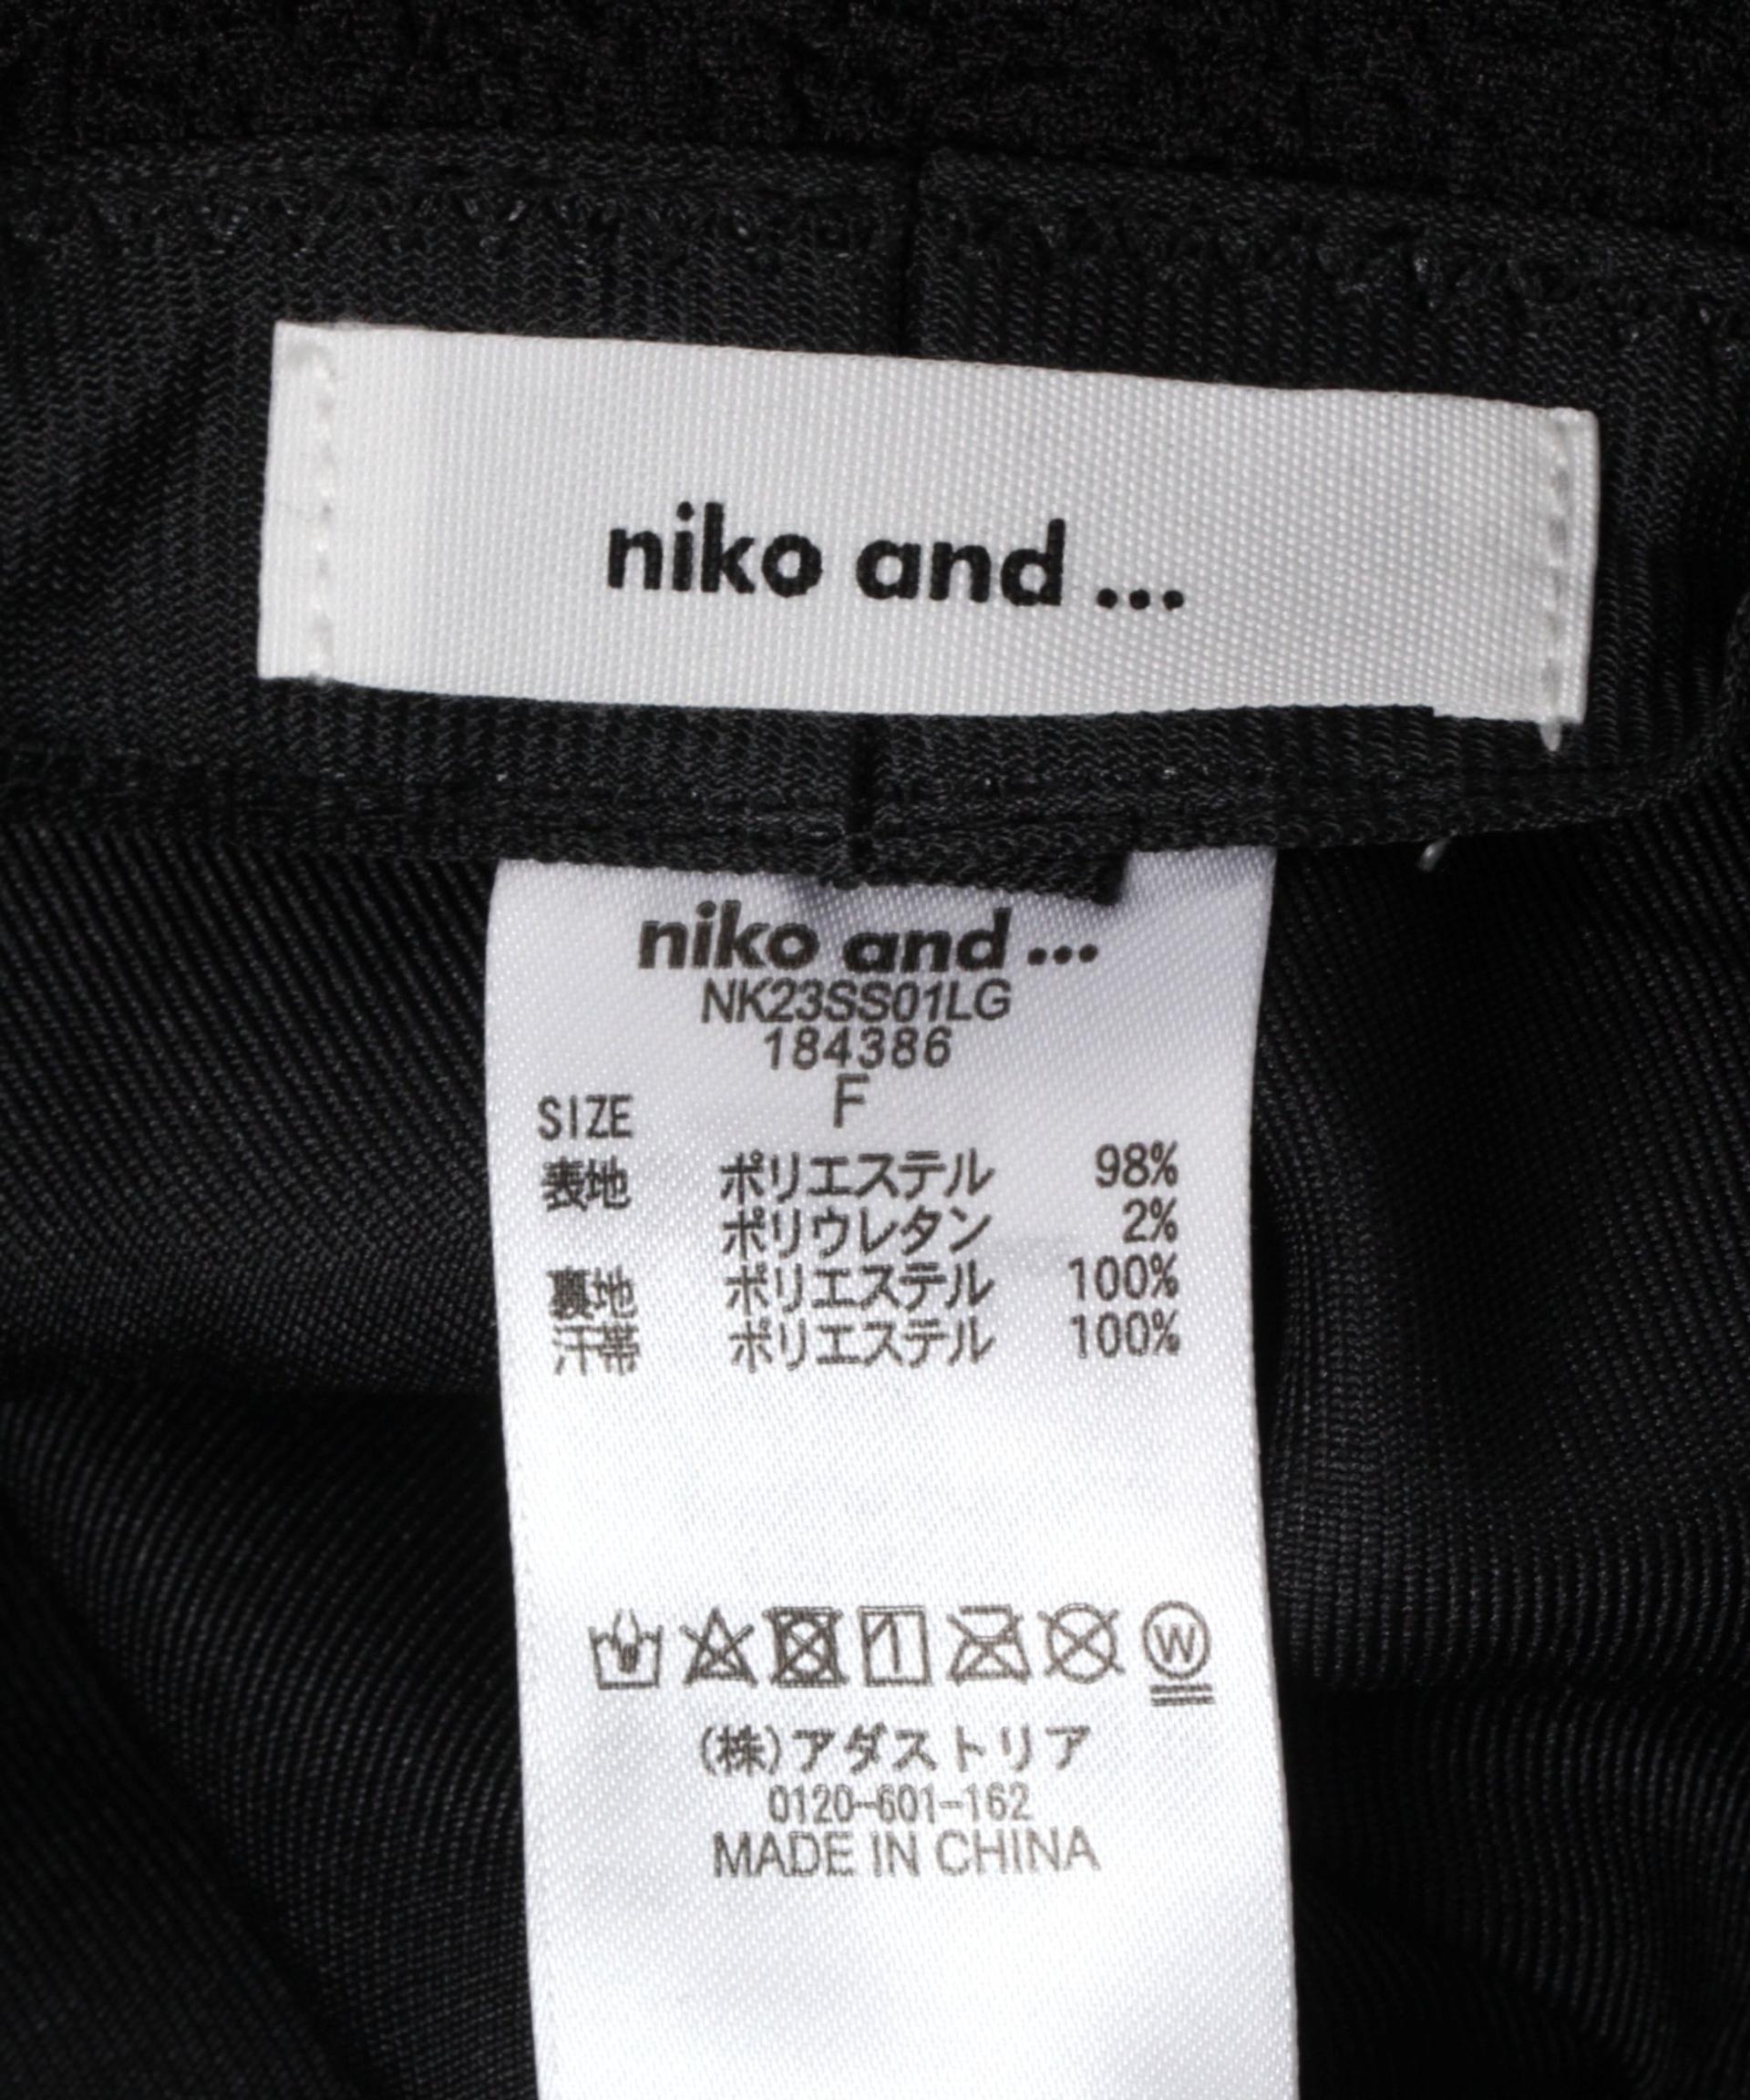 niko and ...
niko and ...
NK23SS01LG
184386
SIZE F
表地 ポリエステル 98%
ポリウレタン 2%
裏地 ポリエステル 100%
汗帯 ポリエステル 100%
W
(株)アダストリア
0120-601-162
MADE IN CHINA